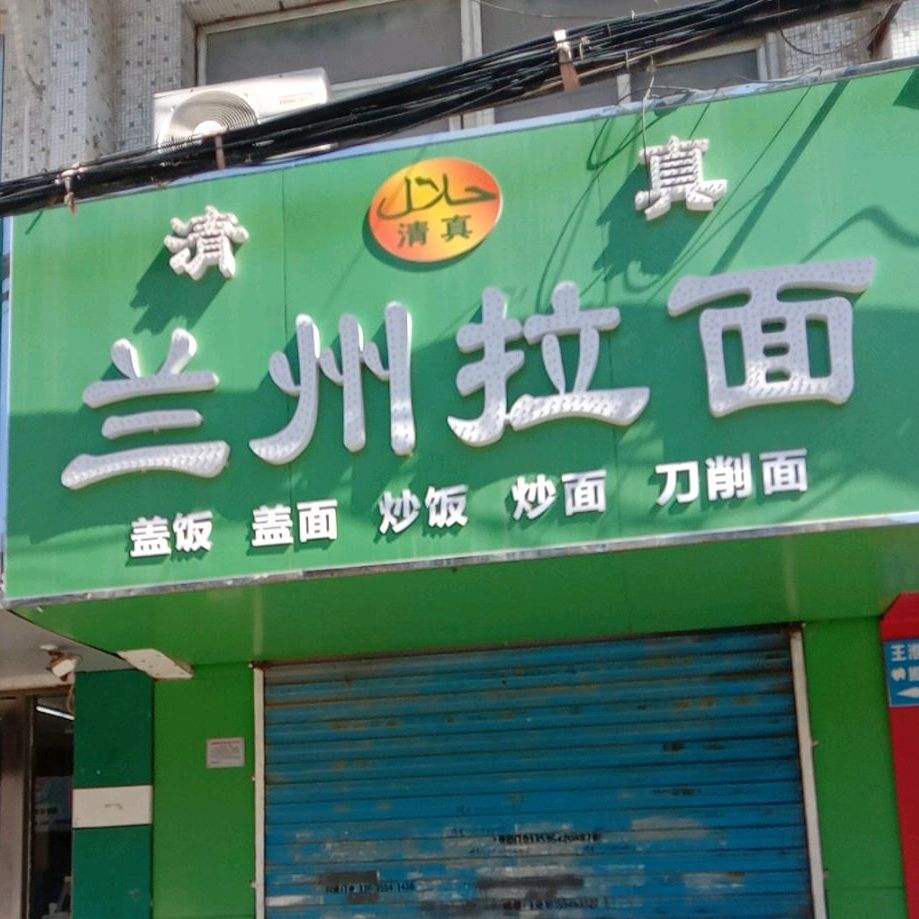 清 真
حلال
清真
兰州拉面
盖饭 盖面 炒饭 炒面 刀削面